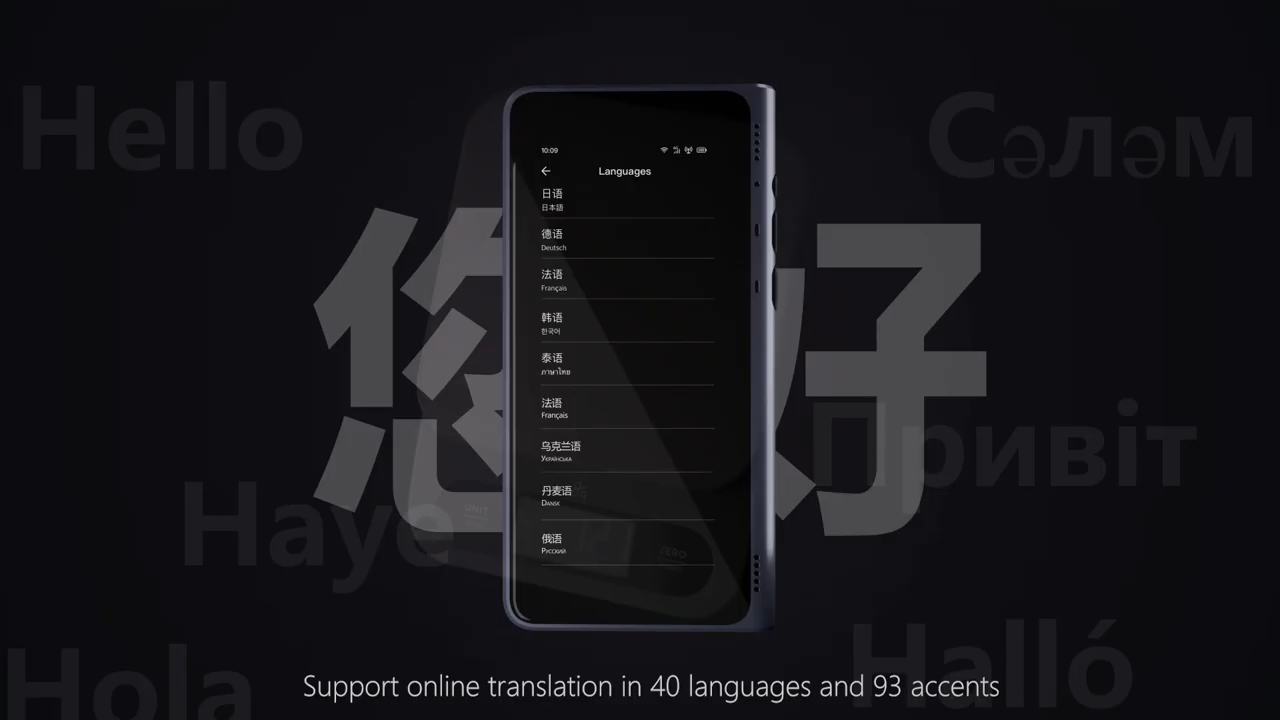 Hello
Сәләм
您好
10:09
Languages
日语
日本語
德语
Deutsch
法语
Français
韩语
한국어
泰语
ภาษาไทย
法语
Français
乌克兰语
Українська
丹麦语
Dansk
俄语
Русский
Привіт
Haye
UNIT
ZERO
Hola
Halló
Support online translation in 40 languages and 93 accents